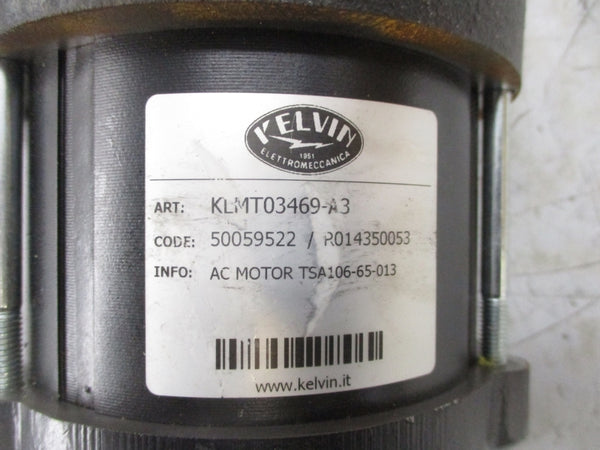 KELVIN
1951
ELETTROMECCANICA
ART: KLMT03469-A3
CODE: 50059522 / R014350053
INFO: AC MOTOR TSA106-65-013
www.kelvin.it